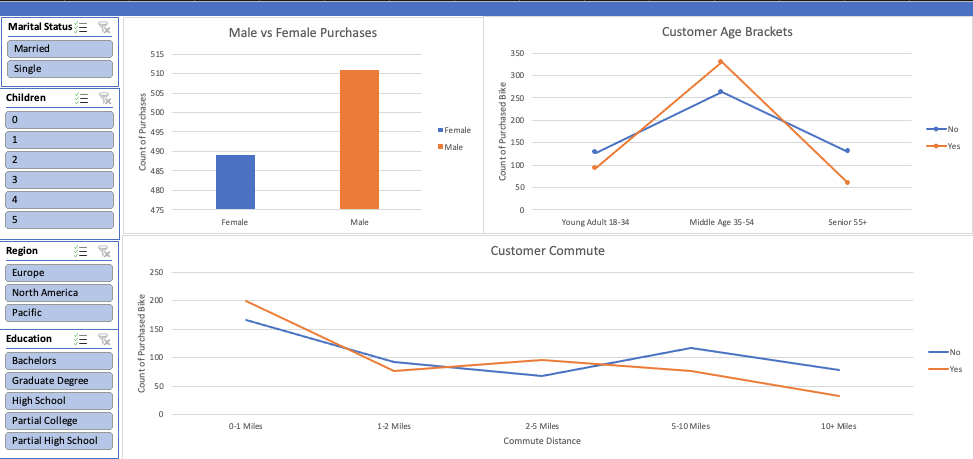 Marital Status
Married
Single
Children
0
1
2
3
4
5
Region
Europe
North America
Pacific
Education
Bachelors
Graduate Degree
High School
Partial College
Partial High School
Male vs Female Purchases
Count of Purchases
515
510
505
500
495
490
485
480
475
Female
Male
Female
Male
Customer Age Brackets
Count of Purchased Bike
350
300
250
200
150
100
50
0
Young Adult 18-34
Middle Age 35-54
Senior 55+
No
Yes
Customer Commute
Count of Purchased Bike
250
200
150
100
50
0
0-1 Miles
1-2 Miles
2-5 Miles
5-10 Miles
10+ Miles
Commute Distance
No
Yes